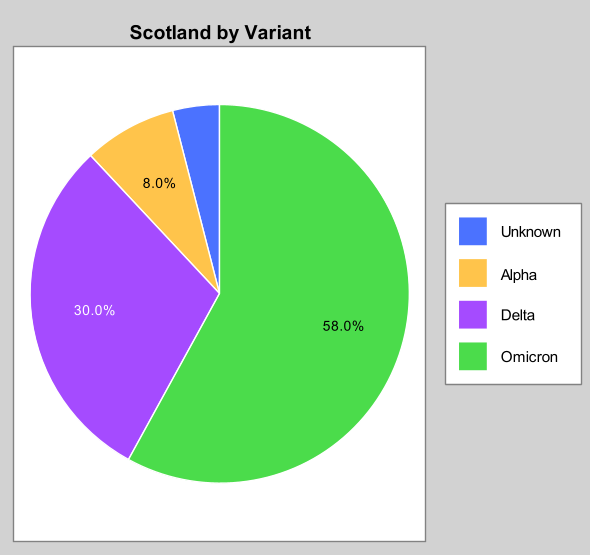 Scotland by Variant
8.0%
30.0%
58.0%
Unknown
Alpha
Delta
Omicron